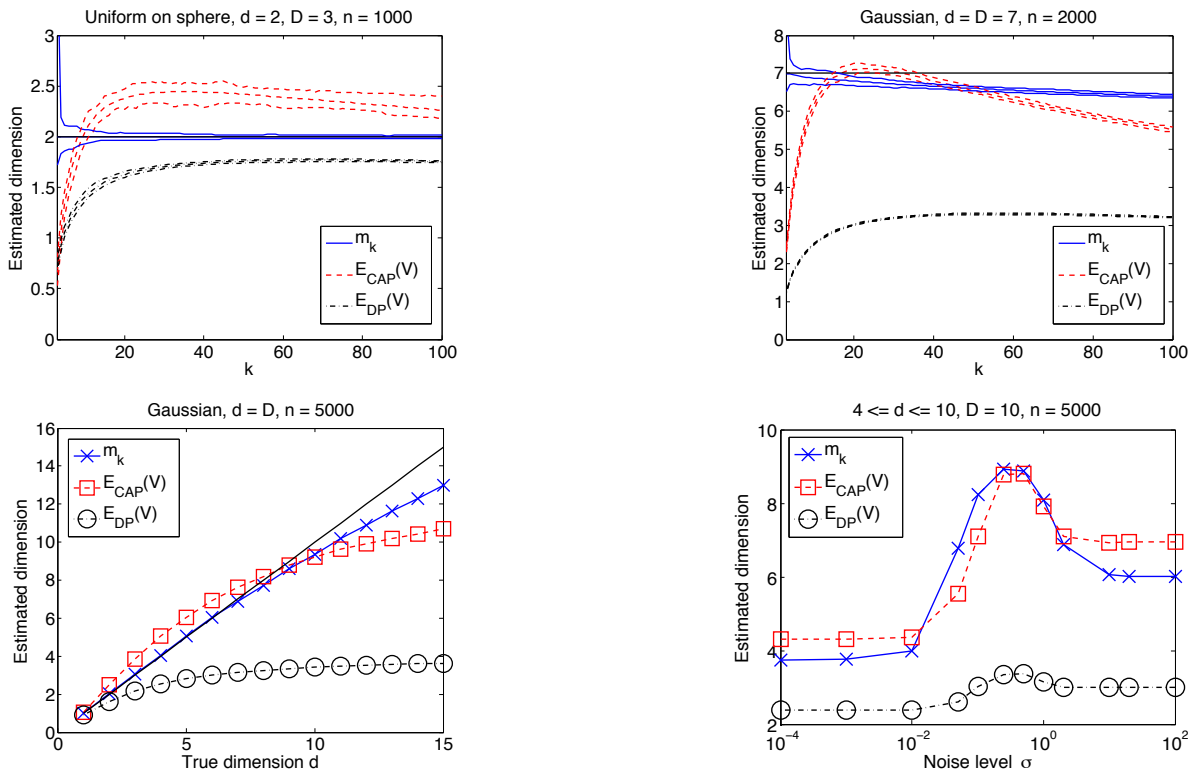 Uniform on sphere, d = 2, D = 3, n = 1000
3
2.5
2
1.5
1
0.5
0
20
40
60
80
100
Estimated dimension
k
m_k
E_CAP(V)
E_DP(V)
Gaussian, d = D = 7, n = 2000
8
7
6
5
4
3
2
1
0
20
40
60
80
100
Estimated dimension
k
m_k
E_CAP(V)
E_DP(V)
Gaussian, d = D, n = 5000
16
14
12
10
8
6
4
2
0
0
5
10
15
Estimated dimension
True dimension d
m_k
E_CAP(V)
E_DP(V)
4 <= d <= 10, D = 10, n = 5000
10
8
6
4
2
10^-4
10^-2
10^0
10^2
Estimated dimension
Noise level σ
m_k
E_CAP(V)
E_DP(V)